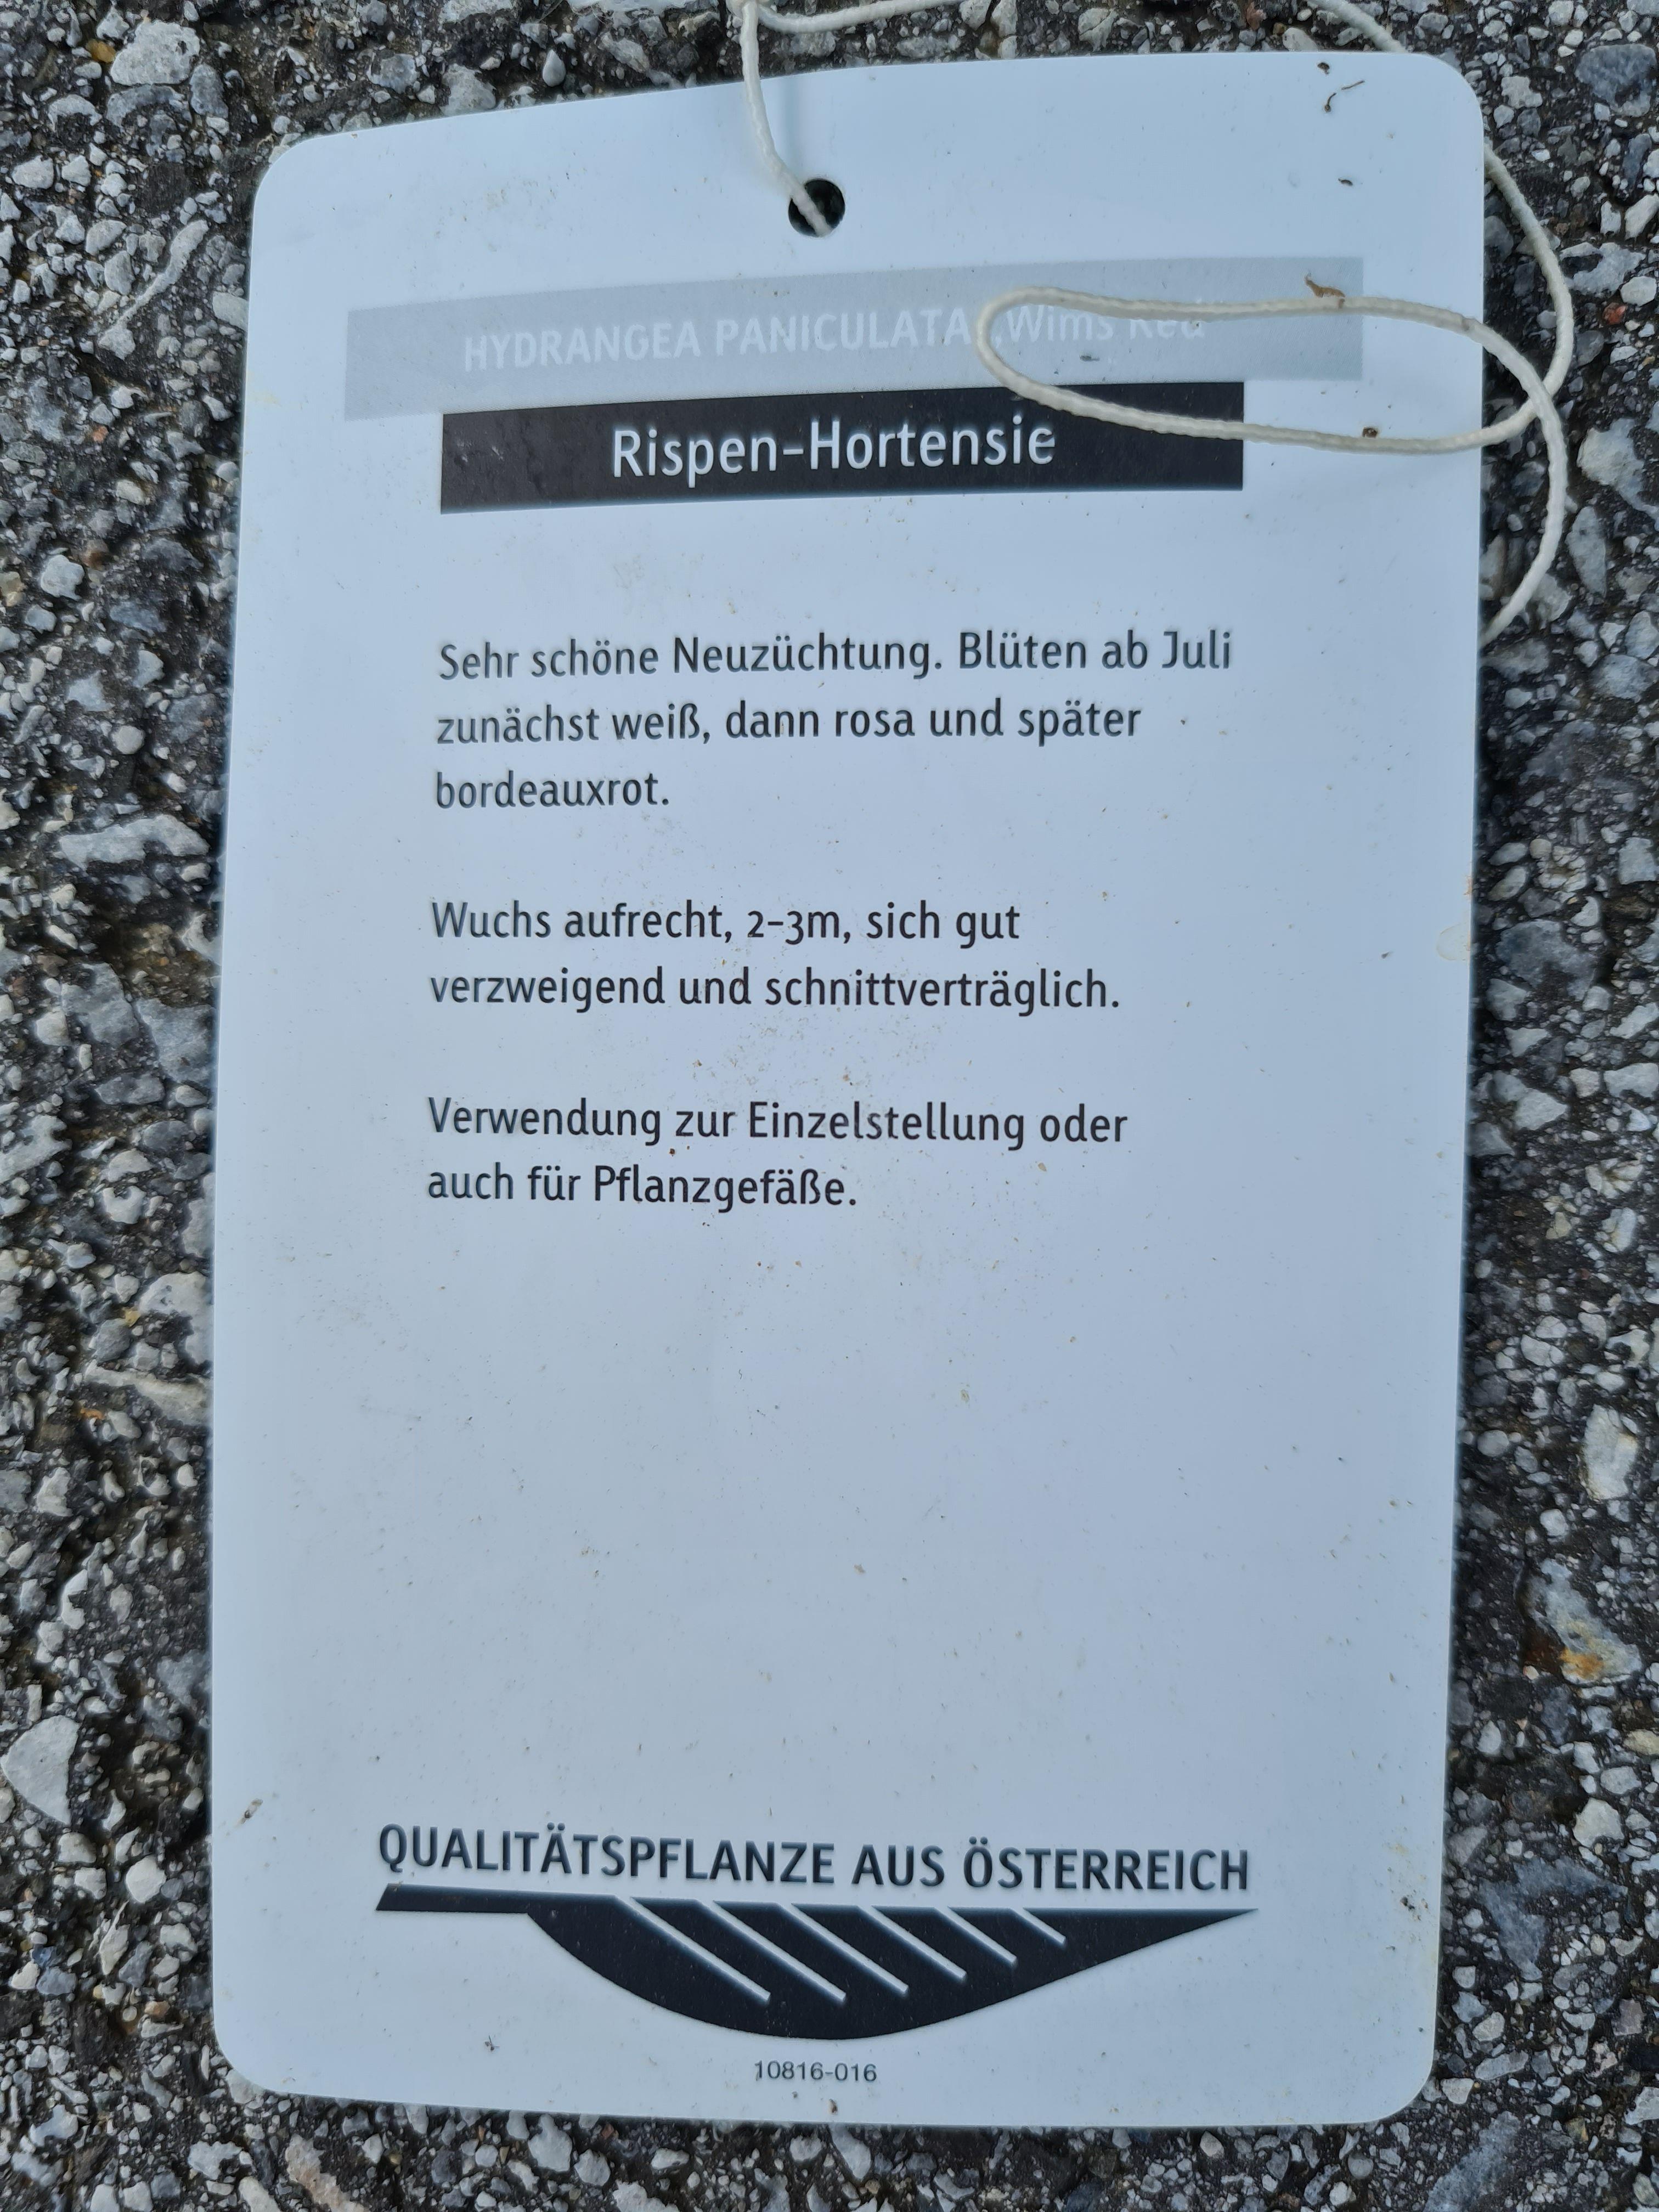 HYDRANGEA PANICULATA ‚Wims Red
Rispen-Hortensie
Sehr schöne Neuzüchtung. Blüten ab Juli
zunächst weiß, dann rosa und später
bordeauxrot.
Wuchs aufrecht, 2-3m, sich gut
verzweigend und schnittverträglich.
Verwendung zur Einzelstellung oder
auch für Pflanzgefäße.
QUALITÄTSPFLANZE AUS ÖSTERREICH
10816-016